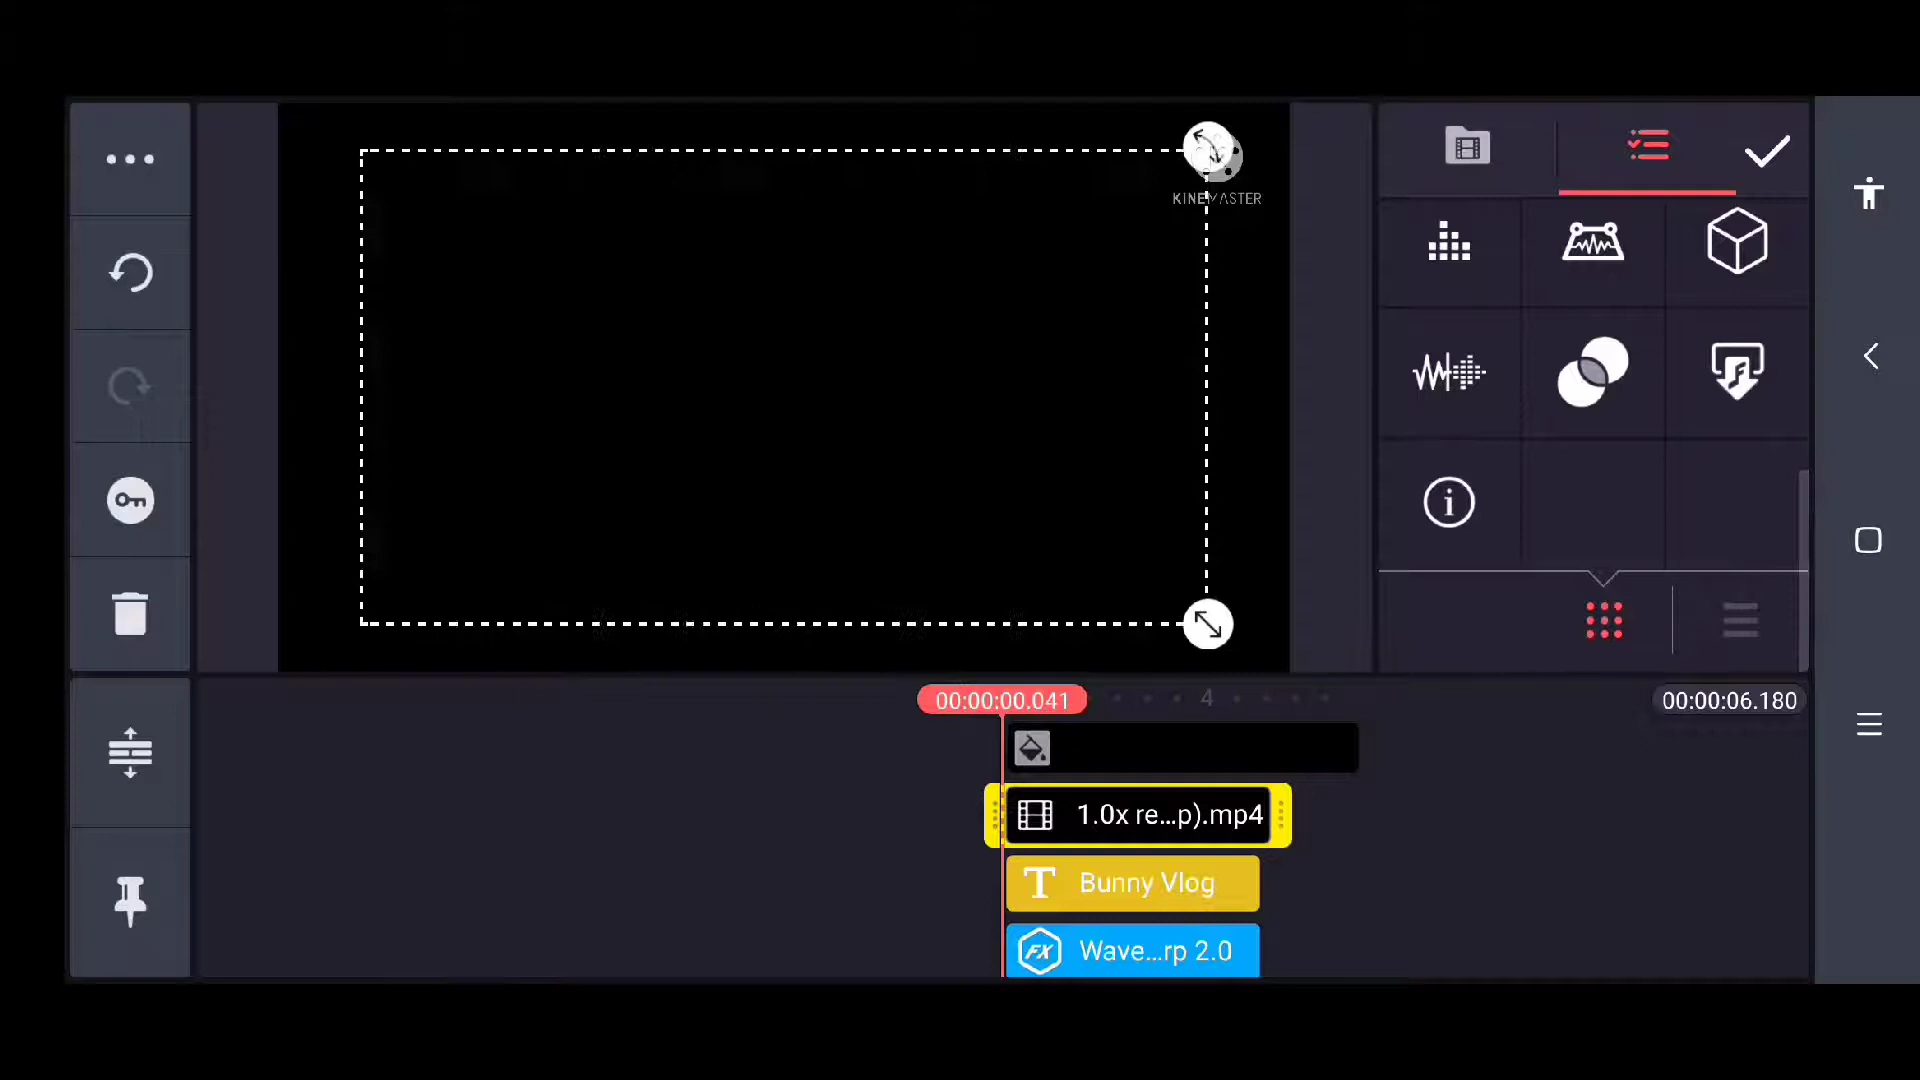 KINEMASTER
00:00:00.041
4
00:00:06.180
1.0x re...p).mp4
T Bunny Vlog
FX Wave...rp 2.0